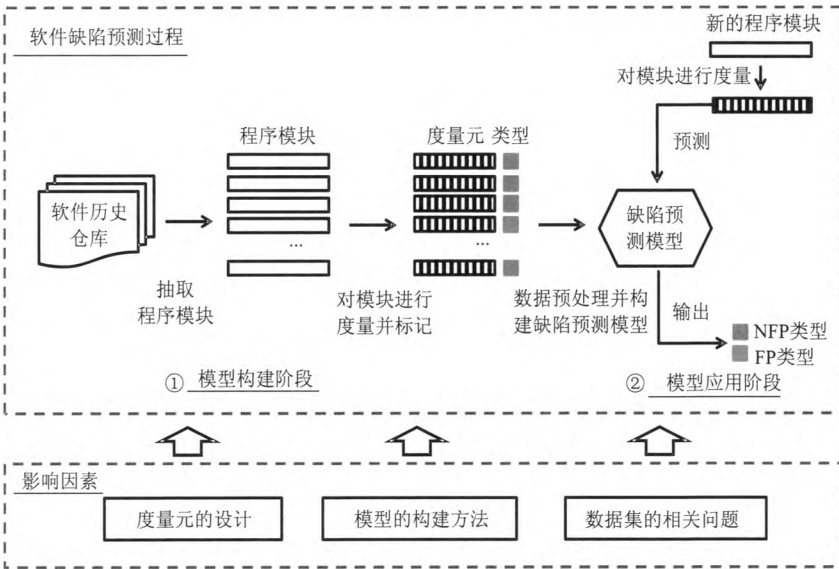 软件缺陷预测过程
新的程序模块
对模块进行度量
预测
程序模块
度量元 类型
软件历史
仓库
...
...
缺陷预
测模型
抽取
程序模块
对模块进行
度量并标记
数据预处理并构
建缺陷预测模型
输出
NFP类型
FP类型
① 模型构建阶段
② 模型应用阶段
影响因素
度量元的设计
模型的构建方法
数据集的相关问题